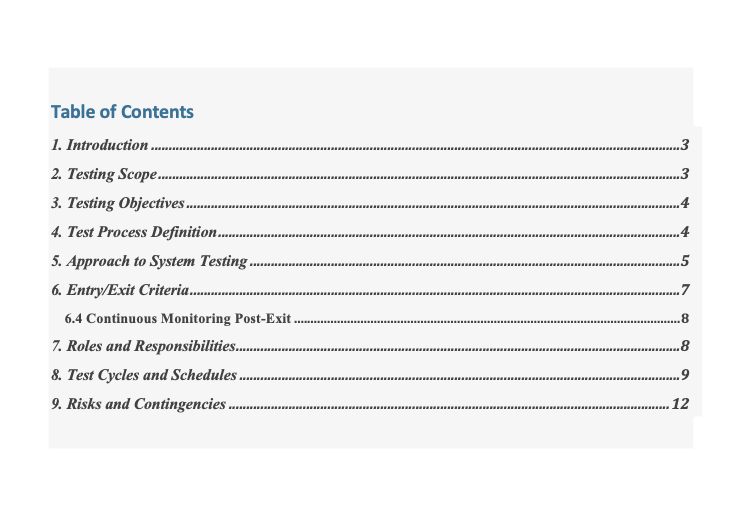 Table of Contents
1. Introduction ........................................................................................................................................................3
2. Testing Scope......................................................................................................................................................3
3. Testing Objectives ..............................................................................................................................................4
4. Test Process Definition.....................................................................................................................................4
5. Approach to System Testing ............................................................................................................................5
6. Entry/Exit Criteria.............................................................................................................................................7
6.4 Continuous Monitoring Post-Exit ..............................................................................................................8
7. Roles and Responsibilities................................................................................................................................8
8. Test Cycles and Schedules ...............................................................................................................................9
9. Risks and Contingencies ................................................................................................................................ 12